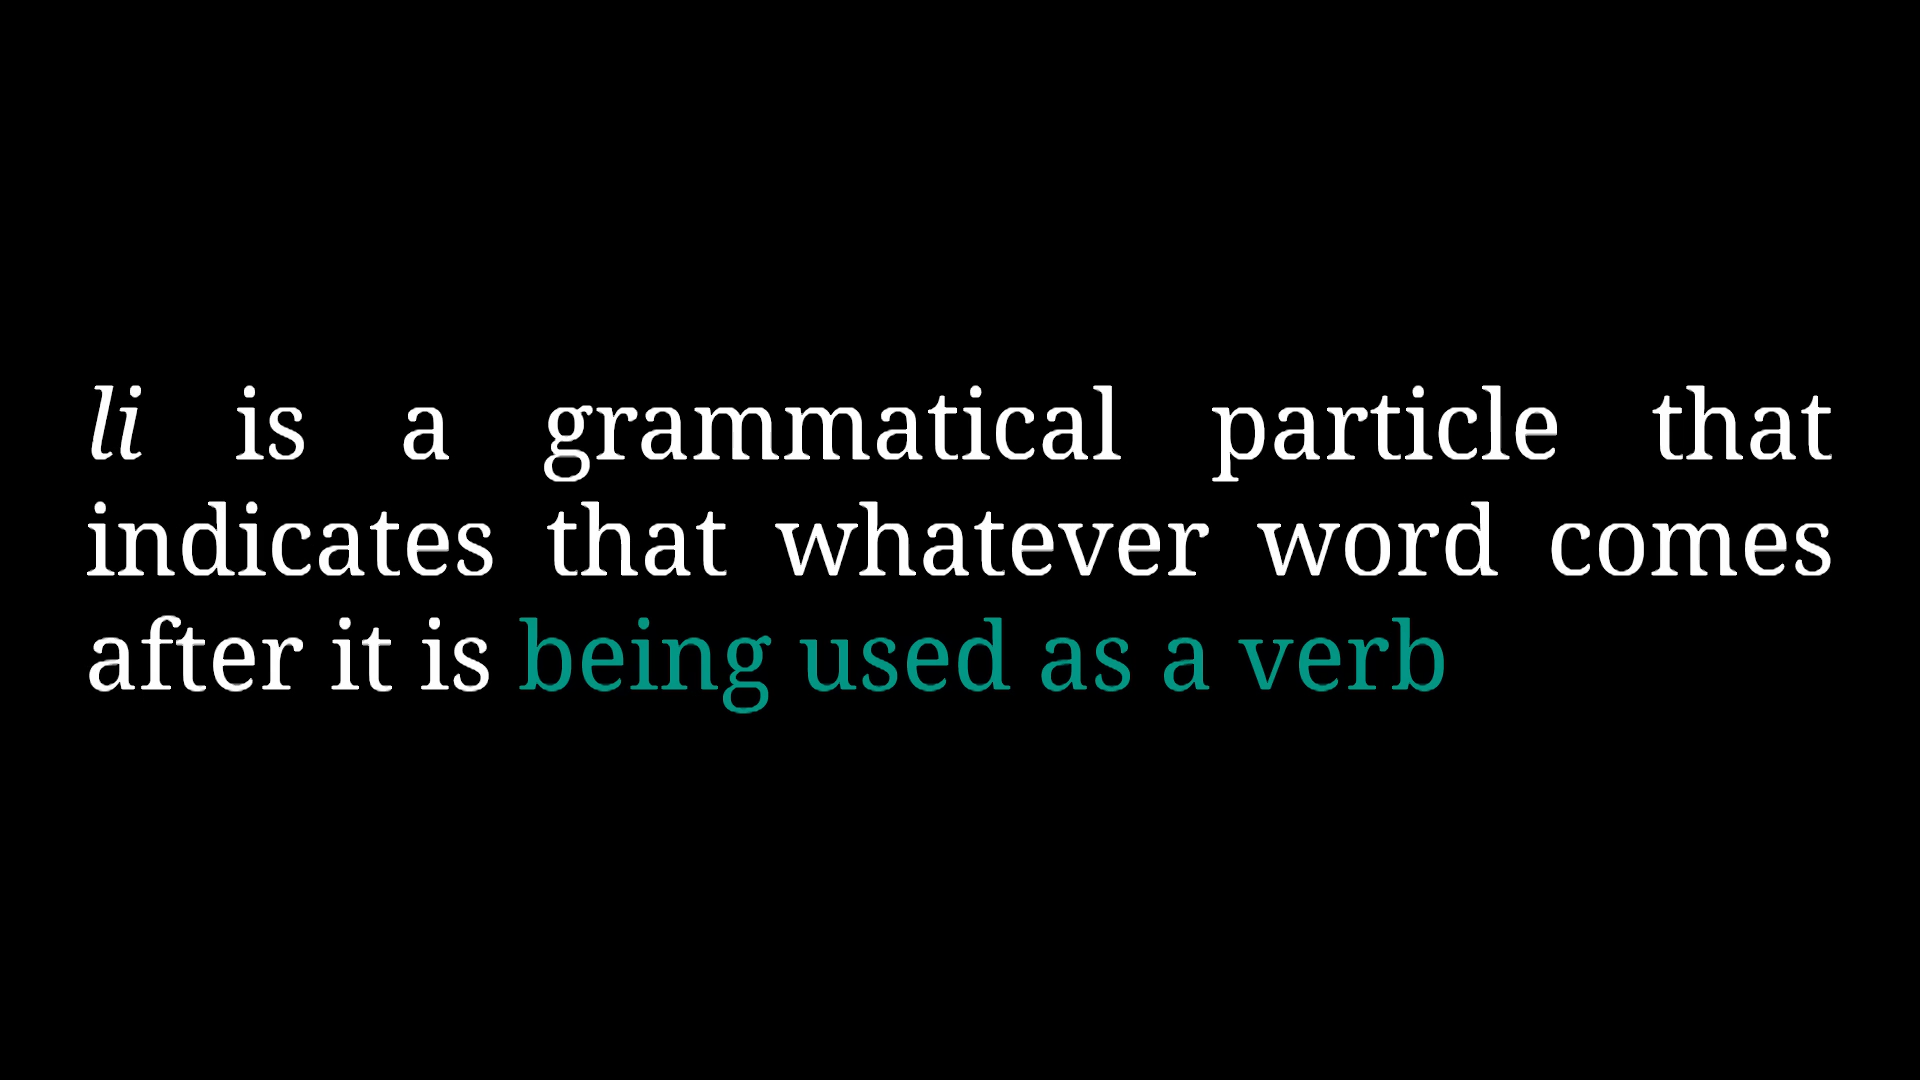 li is a grammatical particle that
indicates that whatever word comes
after it is being used as a verb